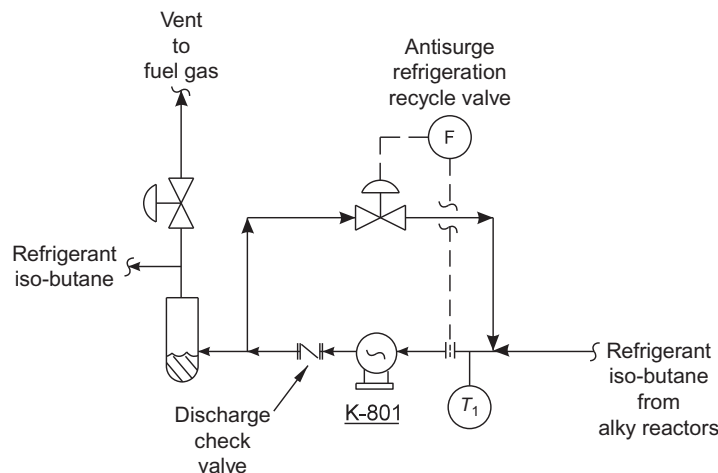 Vent
to
fuel gas
Antisurge
refrigeration
recycle valve
F
Refrigerant
iso-butane
Discharge
check
valve
K-801
T1
Refrigerant
iso-butane
from
alky reactors